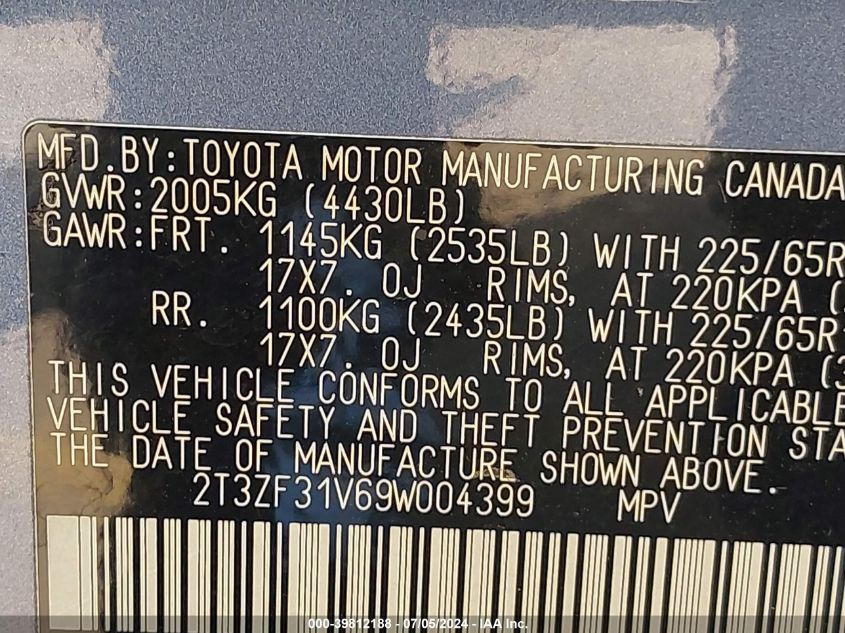 MFD.BY:TOYOTA MOTOR MANUFACTURING CANADA
GVWR:2005KG (4430LB)
GAWR:FRT. 1145KG (2535LB) WITH 225/65R
17X7.0J RIMS, AT 220KPA (
RR. 1100KG (2435LB) WITH 225/65R
17X7.0J RIMS, AT 220KPA (3
THIS VEHICLE CONFORMS TO ALL APPLICABLE
VEHICLE SAFETY AND THEFT PREVENTION STA
THE DATE OF MANUFACTURE SHOWN ABOVE.
2T3ZF31V69W004399 MPV
000-39812188 - 07/05/2024 - IAA Inc.